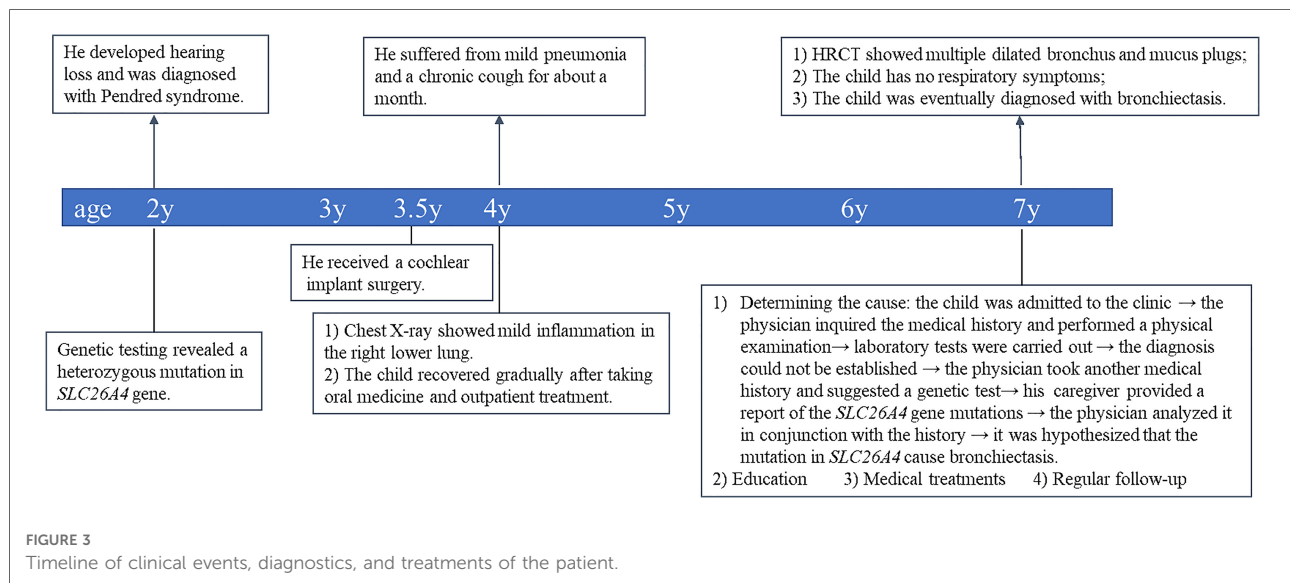 He developed hearing
loss and was diagnosed
with Pendred syndrome.
He suffered from mild pneumonia
and a chronic cough for about a
month.
1) HRCT showed multiple dilated bronchus and mucus plugs;
2) The child has no respiratory symptoms;
3) The child was eventually diagnosed with bronchiectasis.
age 2y 3y 3.5y 4y 5y 6y 7y
He received a cochlear
implant surgery.
Genetic testing revealed a
heterozygous mutation in
SLC26A4 gene.
1) Chest X-ray showed mild inflammation in
the right lower lung.
2) The child recovered gradually after taking
oral medicine and outpatient treatment.
1) Determining the cause: the child was admitted to the clinic → the
physician inquired the medical history and performed a physical
examination→ laboratory tests were carried out → the diagnosis
could not be established → the physician took another medical
history and suggested a genetic test→ his caregiver provided a
report of the SLC26A4 gene mutations → the physician analyzed it
in conjunction with the history → it was hypothesized that the
mutation in SLC26A4 cause bronchiectasis.
2) Education 3) Medical treatments 4) Regular follow-up
FIGURE 3
Timeline of clinical events, diagnostics, and treatments of the patient.